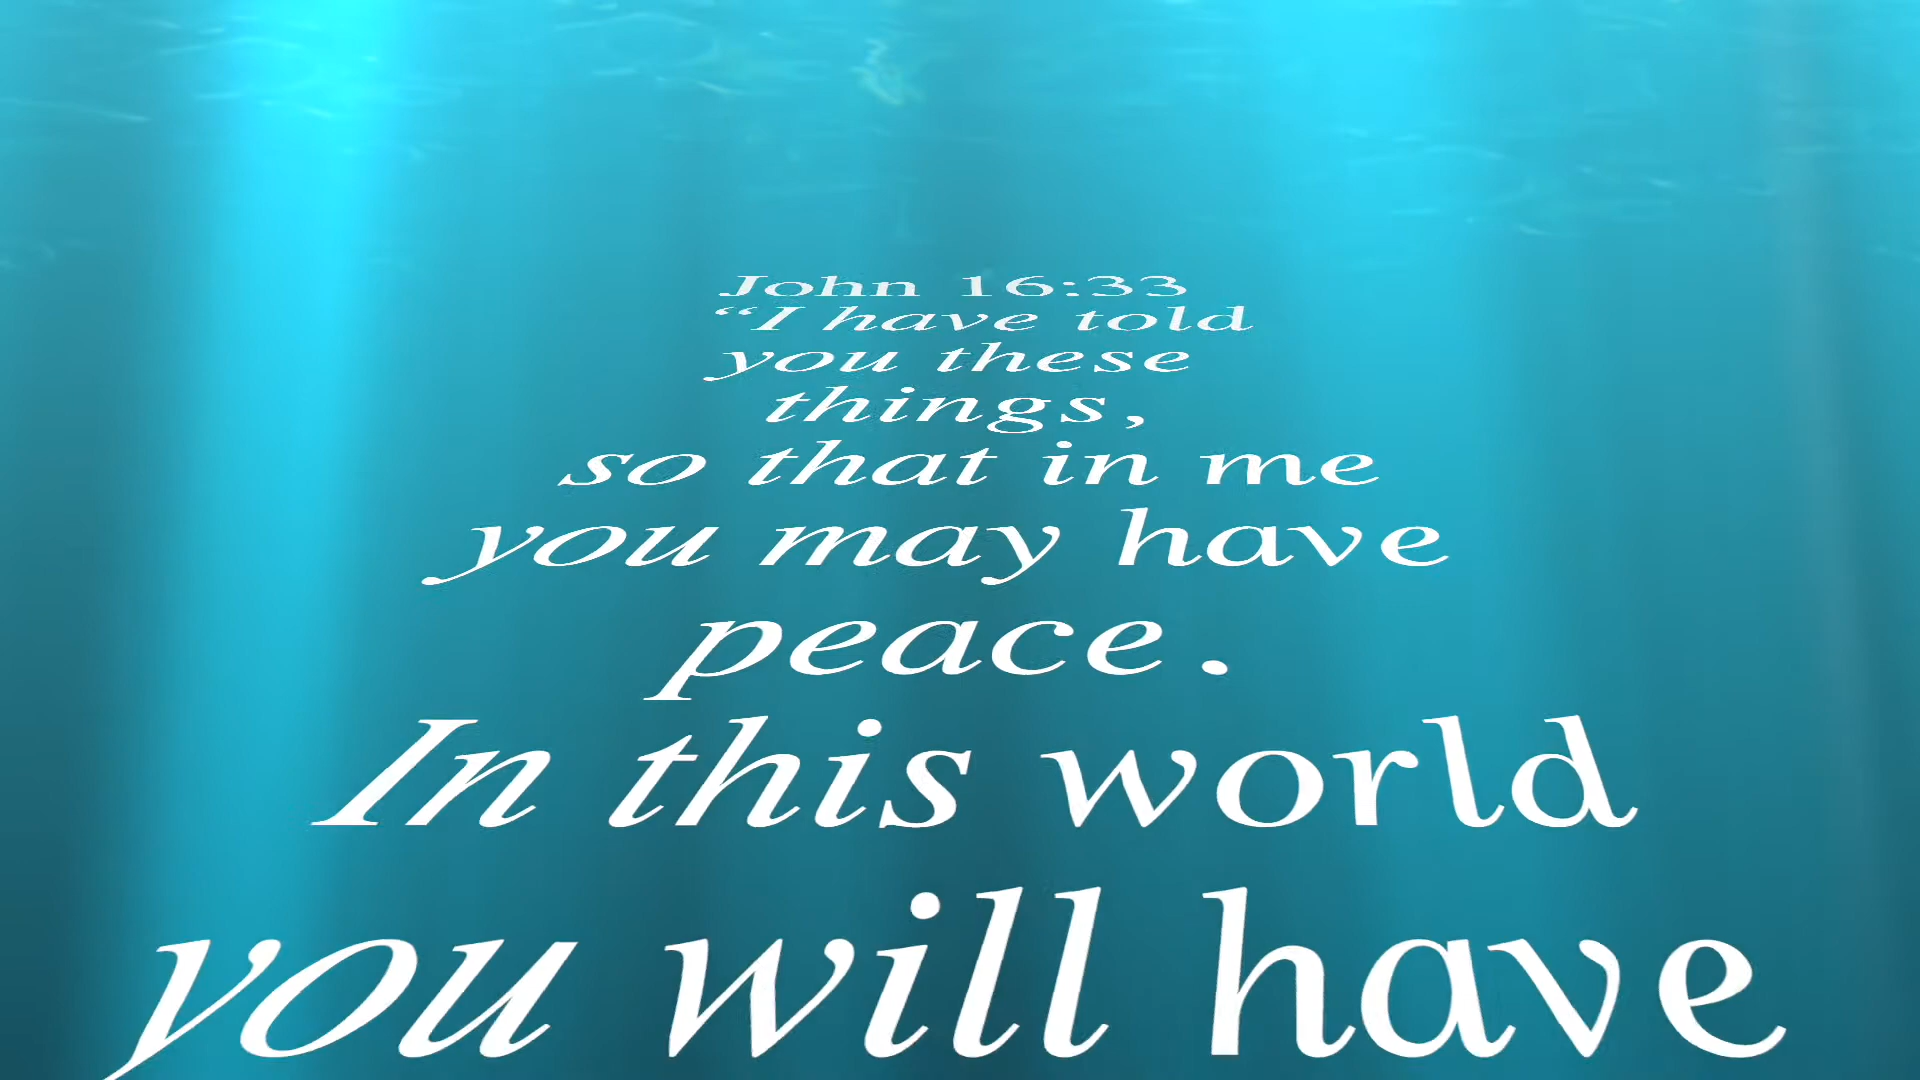 John 16:33
“I have told
you these
things,
so that in me
you may have
peace.
In this world
you will have